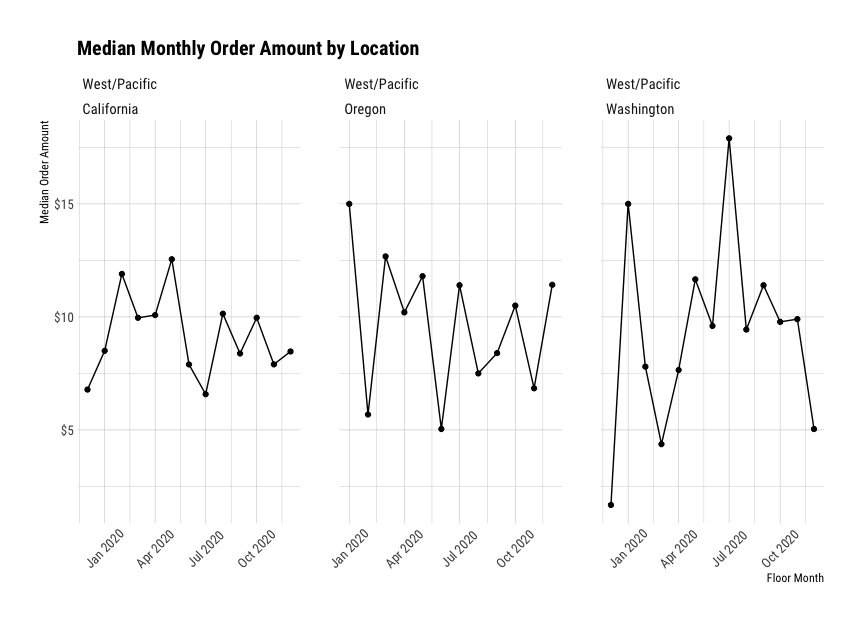 Median Monthly Order Amount by Location
West/Pacific
California
West/Pacific
Oregon
West/Pacific
Washington
Median Order Amount
$15
$10
$5
Jan 2020
Apr 2020
Jul 2020
Oct 2020
Jan 2020
Apr 2020
Jul 2020
Oct 2020
Jan 2020
Apr 2020
Jul 2020
Oct 2020
Floor Month